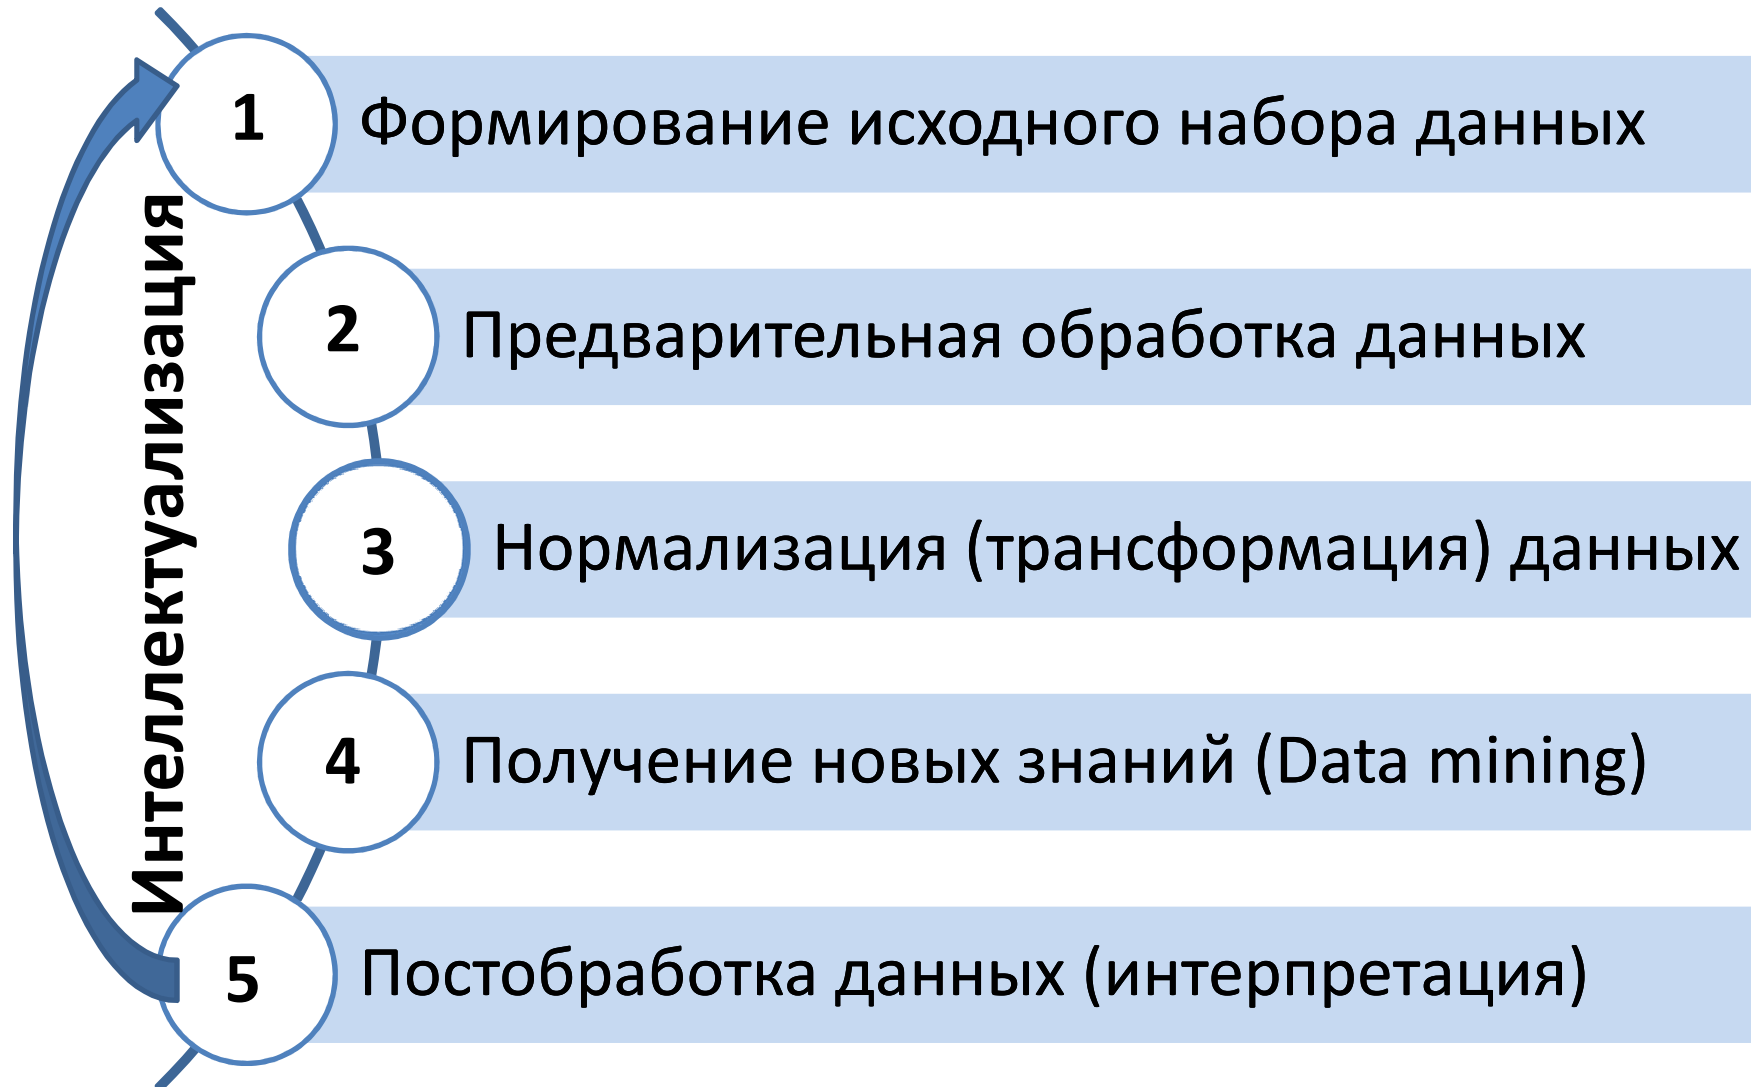 1 Формирование исходного набора данных
2 Предварительная обработка данных
3 Нормализация (трансформация) данных
4 Получение новых знаний (Data mining)
5 Постобработка данных (интерпретация)
Интеллектуализация